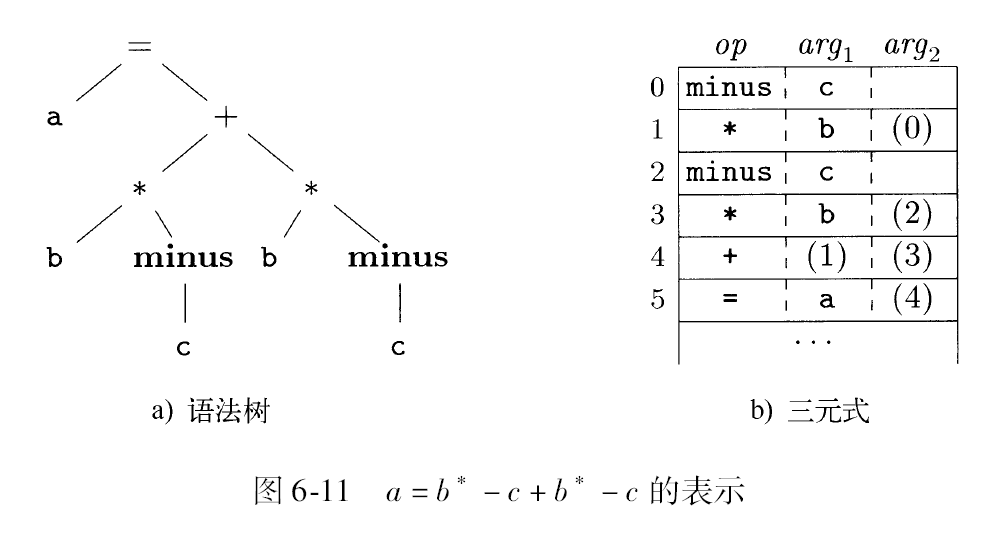 =
a +
* *
b minus b minus
c c
a) 语法树
op arg1 arg2
0 minus c
1 * b (0)
2 minus c
3 * b (2)
4 + (1) (3)
5 = a (4)
...
b) 三元式
图 6-11 a = b* - c + b* - c 的表示